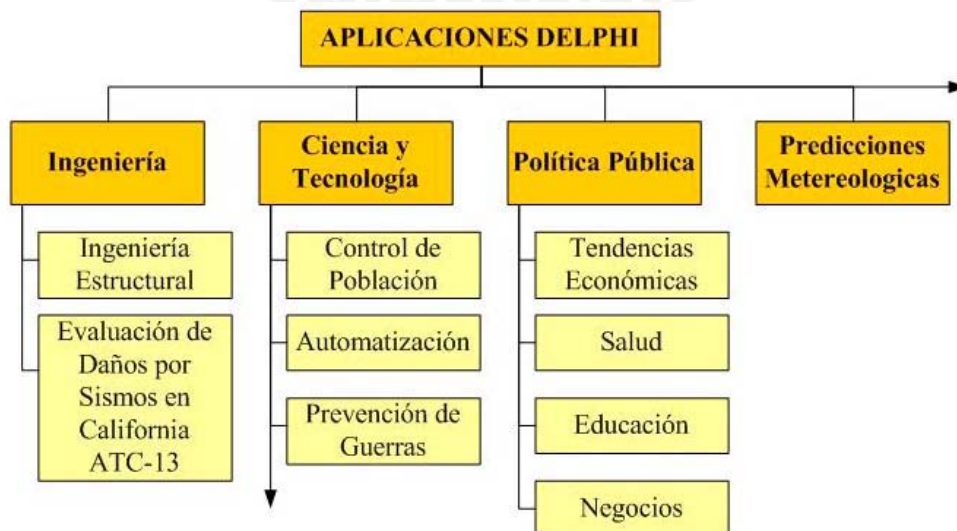 APLICACIONES DELPHI
Ingeniería
Ciencia y
Tecnología
Política Pública
Predicciones
Metereologicas
Ingeniería
Estructural
Evaluación de
Daños por
Sismos en
California
ATC-13
Control de
Población
Automatización
Prevención de
Guerras
Tendencias
Económicas
Salud
Educación
Negocios